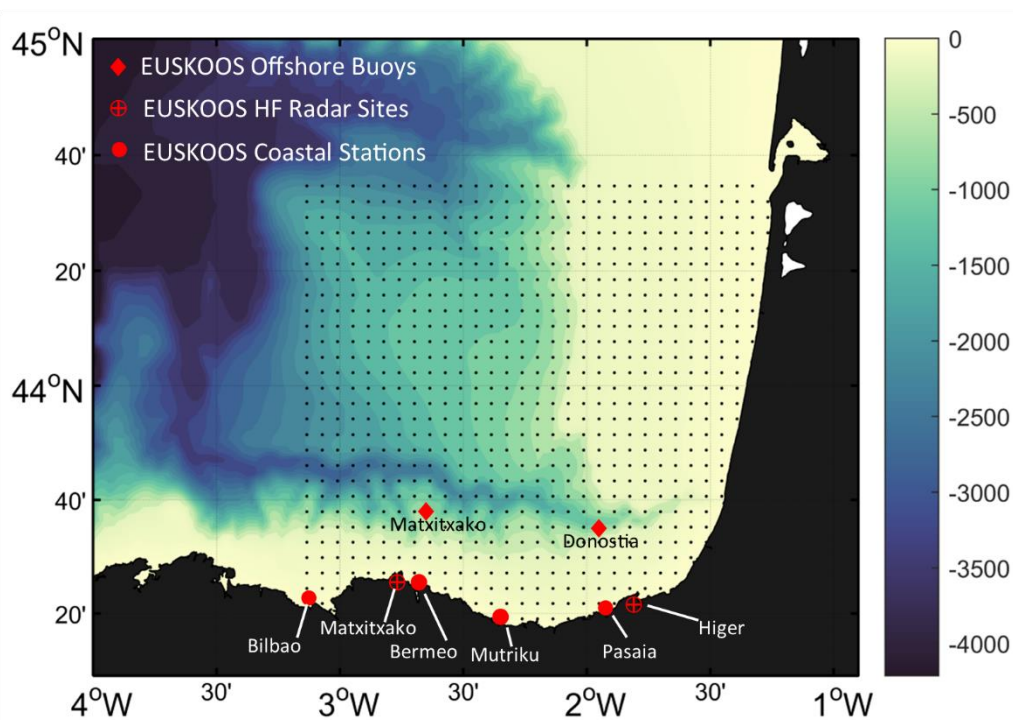 45°N
EUSKOOS Offshore Buoys
EUSKOOS HF Radar Sites
EUSKOOS Coastal Stations
40'
20'
44°N
40'
20'
Matxitxako
Donostia
Bilbao
Matxitxako
Bermeo
Mutriku
Pasaia
Higer
4°W
30'
3°W
30'
2°W
30'
1°W
0
-500
-1000
-1500
-2000
-2500
-3000
-3500
-4000